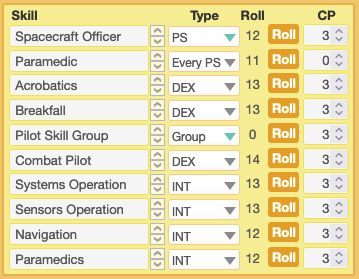 Skill Type Roll CP
Spacecraft Officer PS 12 Roll 3
Paramedic Every PS 11 Roll 0
Acrobatics DEX 13 Roll 3
Breakfall DEX 13 Roll 3
Pilot Skill Group Group 0 Roll 3
Combat Pilot DEX 14 Roll 3
Systems Operation INT 13 Roll 3
Sensors Operation INT 13 Roll 3
Navigation INT 12 Roll 3
Paramedics INT 12 Roll 3